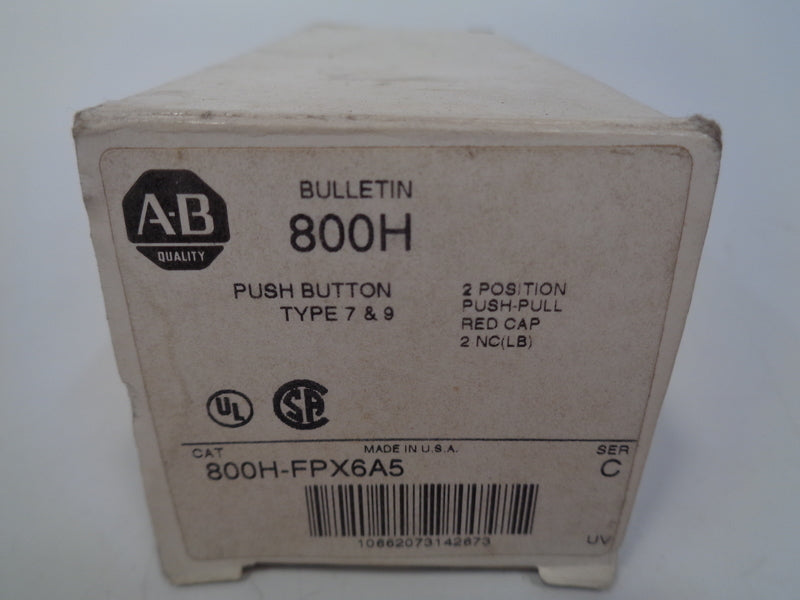 A-B
QUALITY
BULLETIN
800H
PUSH BUTTON
TYPE 7 & 9
2 POSITION
PUSH-PULL
RED CAP
2 NC(LB)
UL
CSA
CAT
MADE IN U.S.A.
SER
800H-FPX6A5
C
10662073142673
UV